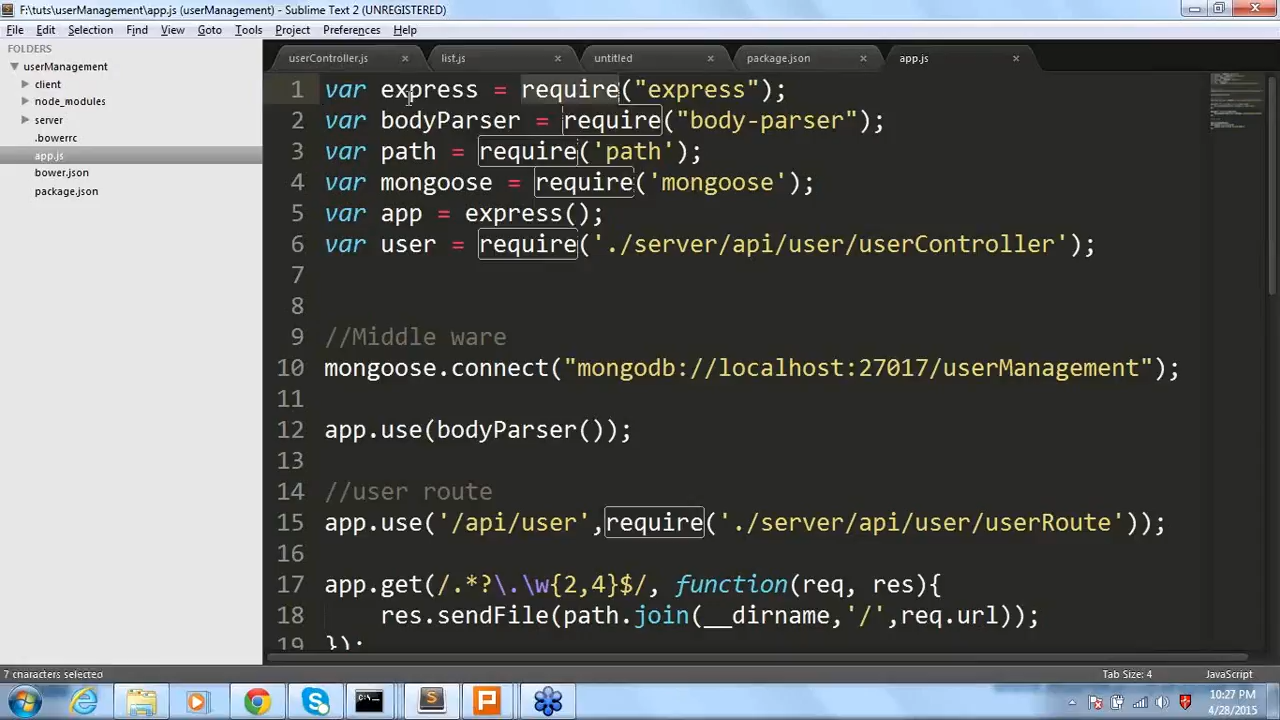 F:\tuts\userManagement\app.js (userManagement) - Sublime Text 2 (UNREGISTERED)
File Edit Selection Find View Goto Tools Project Preferences Help
FOLDERS
userManagement
client
node_modules
server
.bowerrc
app.js
bower.json
package.json
userController.js × list.js × untitled × package.json × app.js ×
1 var express = require("express");
2 var bodyParser = require("body-parser");
3 var path = require('path');
4 var mongoose = require('mongoose');
5 var app = express();
6 var user = require('./server/api/user/userController');
7
8
9 //Middle ware
10 mongoose.connect("mongodb://localhost:27017/userManagement");
11
12 app.use(bodyParser());
13
14 //user route
15 app.use('/api/user',require('./server/api/user/userRoute'));
16
17 app.get(/.*?\.\w{2,4}$/, function(req, res){
18 res.sendFile(path.join(__dirname,'/',req.url));
19 });
7 characters selected
Tab Size: 4
JavaScript
10:27 PM
4/28/2015